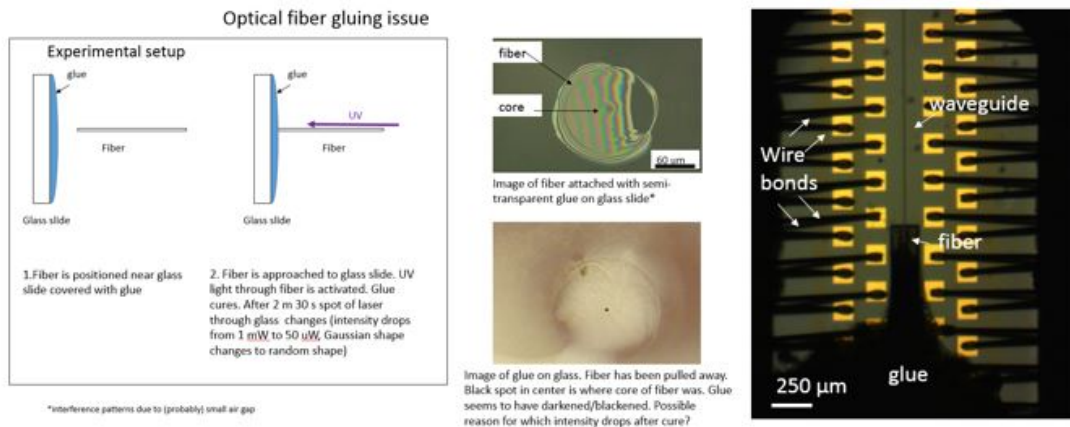 Optical fiber gluing issue
Experimental setup
glue
Fiber
Glass slide
1.Fiber is positioned near glass
slide covered with glue
glue
UV
Fiber
Glass slide
2. Fiber is approached to glass slide. UV
light through fiber is activated. Glue
cures. After 2 m 30 s spot of laser
through glass changes (intensity drops
from 1 mW to 50 uW, Gaussian shape
changes to random shape)
*interference patterns due to (probably) small air gap
fiber
core
60 um
Image of fiber attached with semi-
transparent glue on glass slide*
Image of glue on glass. Fiber has been pulled away.
Black spot in center is where core of fiber was. Glue
seems to have darkened/blackened. Possible
reason for which intensity drops after cure?
waveguide
Wire
bonds
fiber
glue
250 µm